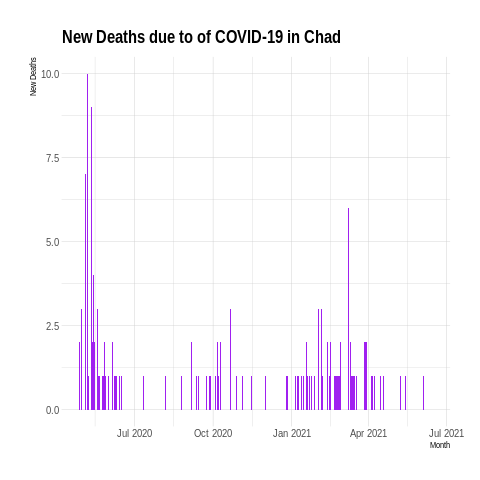 New Deaths due to of COVID-19 in Chad
New Deaths
10.0
7.5
5.0
2.5
0.0
Jul 2020 Oct 2020 Jan 2021 Apr 2021 Jul 2021
Month